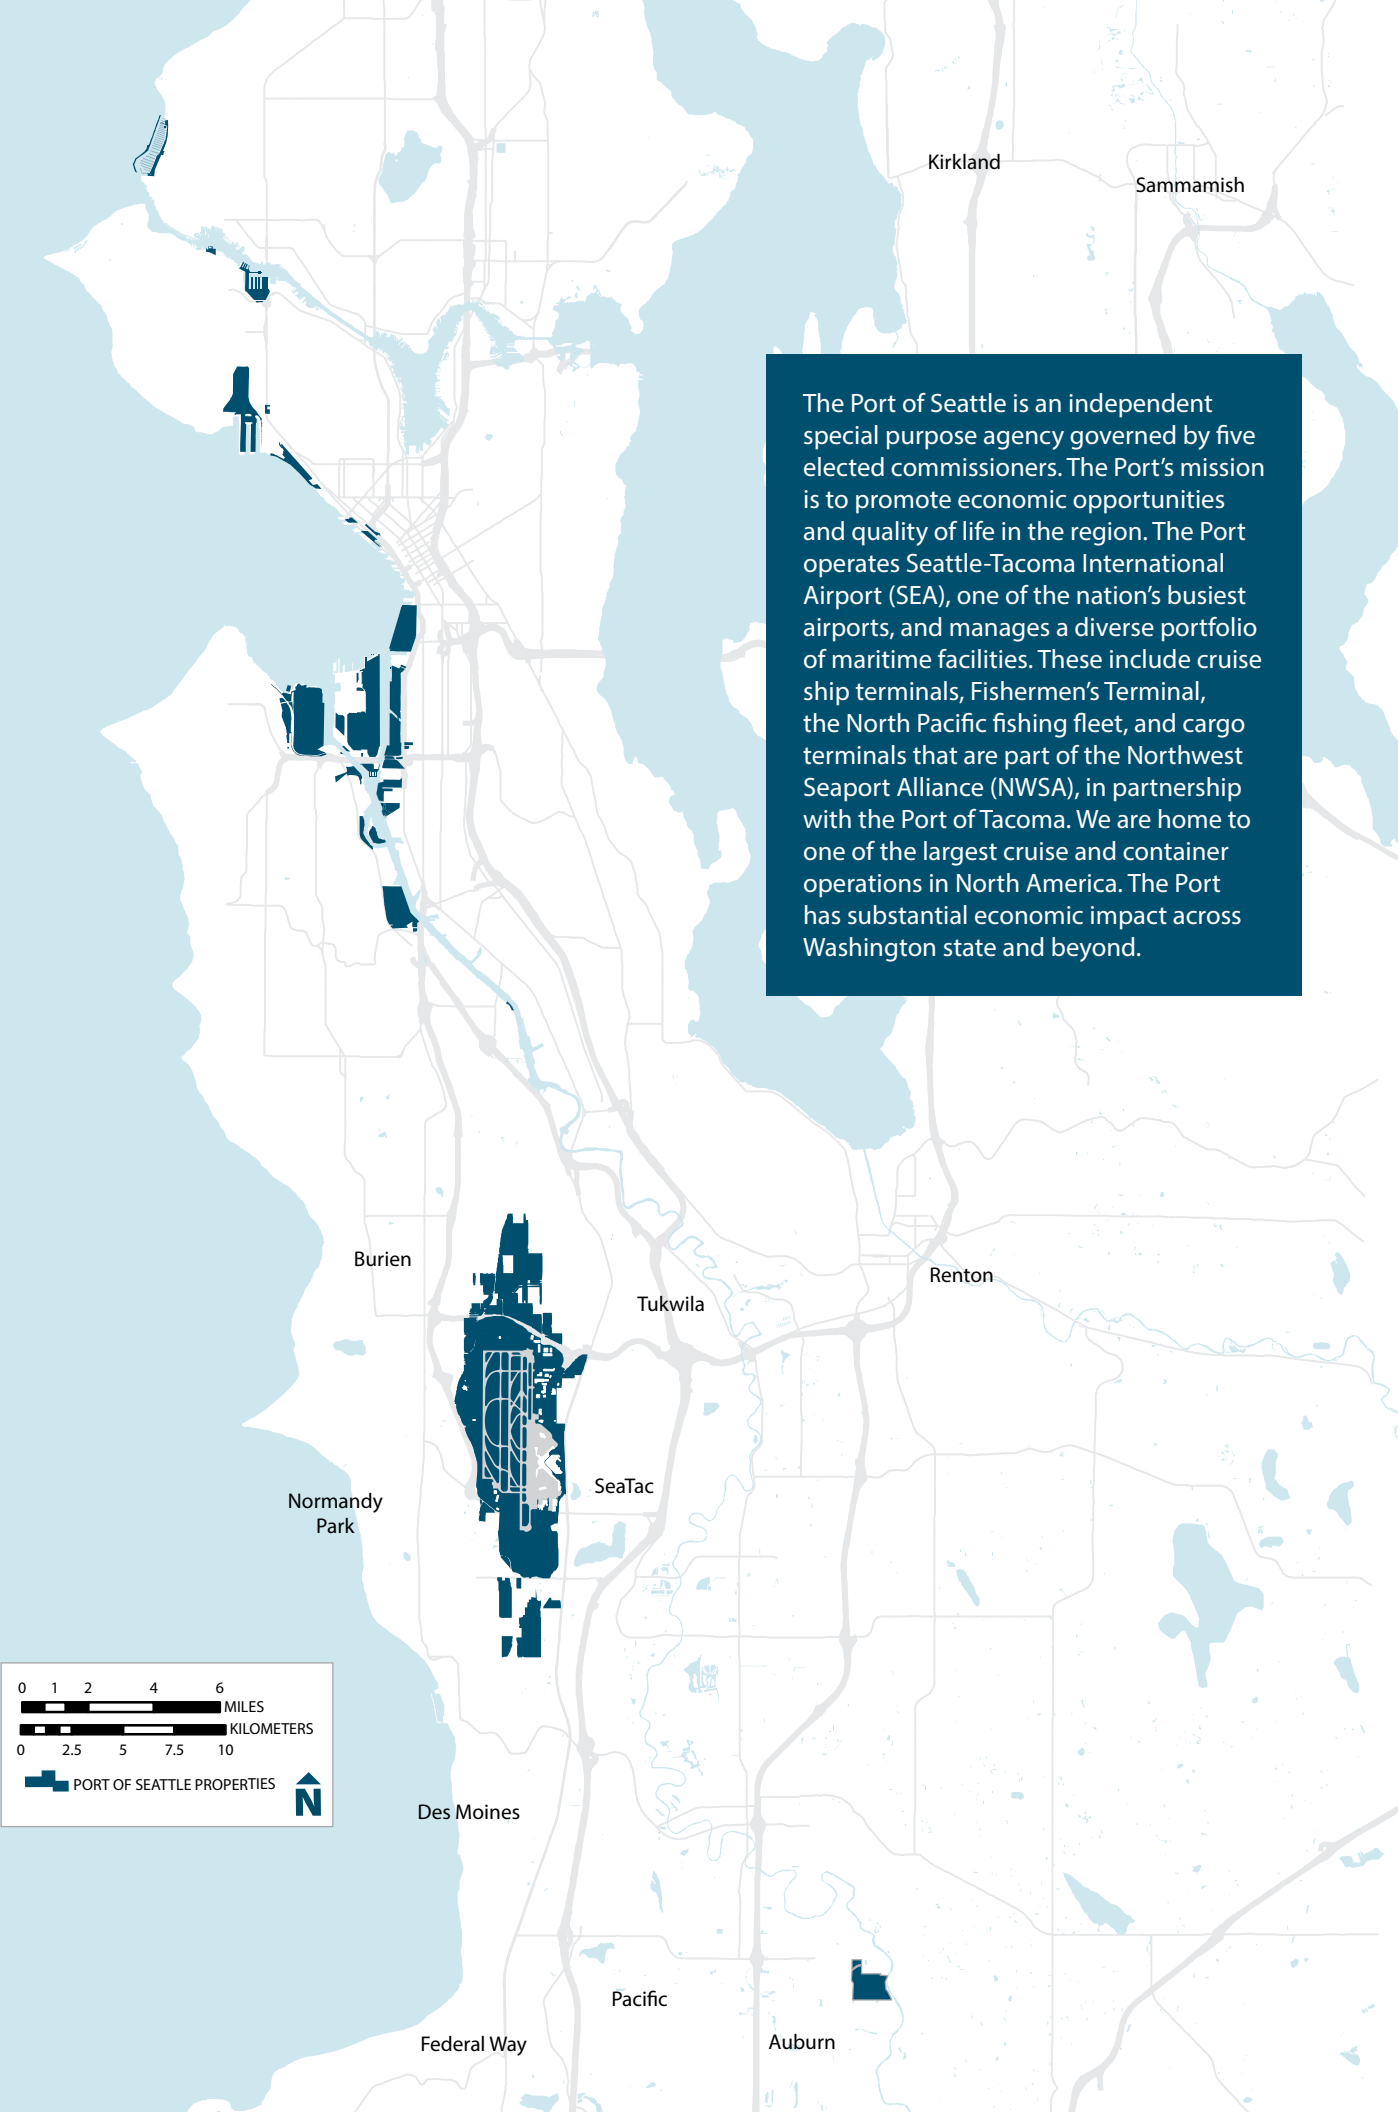 Kirkland
Sammamish
The Port of Seattle is an independent
special purpose agency governed by five
elected commissioners. The Port’s mission
is to promote economic opportunities
and quality of life in the region. The Port
operates Seattle-Tacoma International
Airport (SEA), one of the nation’s busiest
airports, and manages a diverse portfolio
of maritime facilities. These include cruise
ship terminals, Fishermen’s Terminal,
the North Pacific fishing fleet, and cargo
terminals that are part of the Northwest
Seaport Alliance (NWSA), in partnership
with the Port of Tacoma. We are home to
one of the largest cruise and container
operations in North America. The Port
has substantial economic impact across
Washington state and beyond.
Burien
Renton
Tukwila
SeaTac
Normandy
Park
0 1 2 4 6
MILES
KILOMETERS
0 2.5 5 7.5 10
PORT OF SEATTLE PROPERTIES
N
Des Moines
Pacific
Federal Way
Auburn